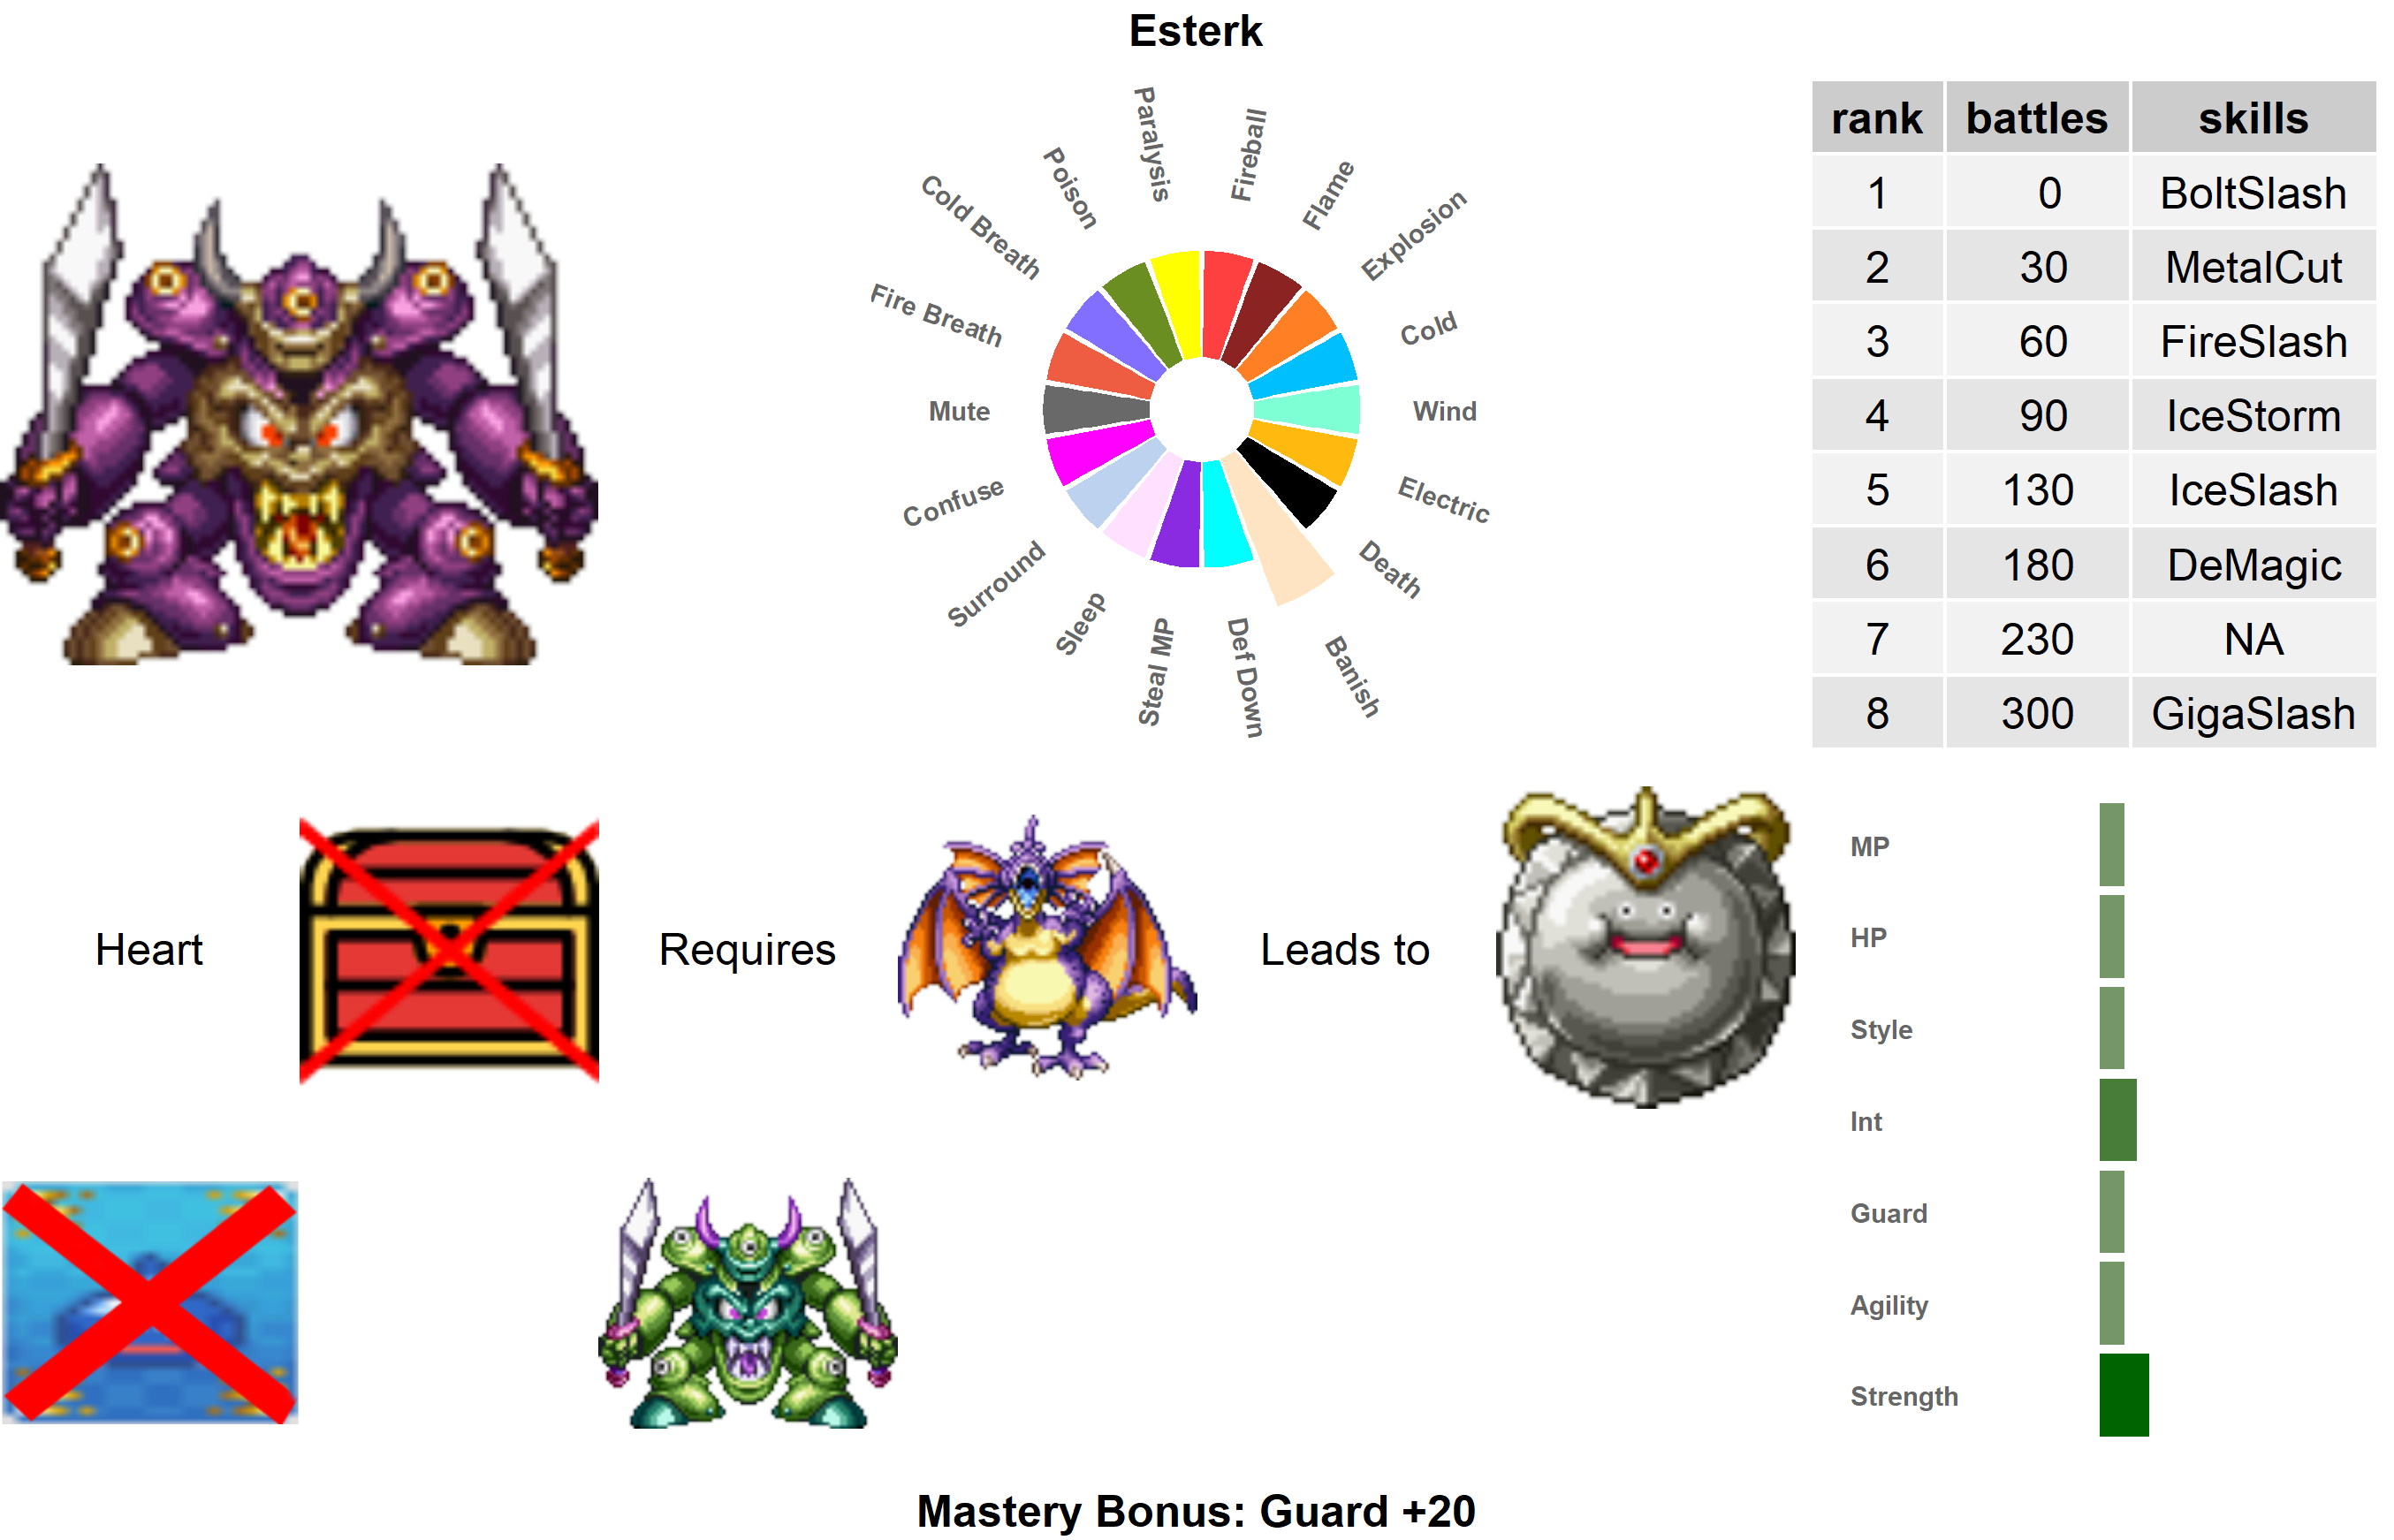 Esterk
Paralysis
Fireball
Poison
Flame
Cold Breath
Explosion
Fire Breath
Cold
Mute
Wind
Confuse
Electric
Surround
Death
Sleep
Steal MP
Def Down
Banish
rank battles skills
1 0 BoltSlash
2 30 MetalCut
3 60 FireSlash
4 90 IceStorm
5 130 IceSlash
6 180 DeMagic
7 230 NA
8 300 GigaSlash
Heart
Requires
Leads to
MP
HP
Style
Int
Guard
Agility
Strength
Mastery Bonus: Guard +20